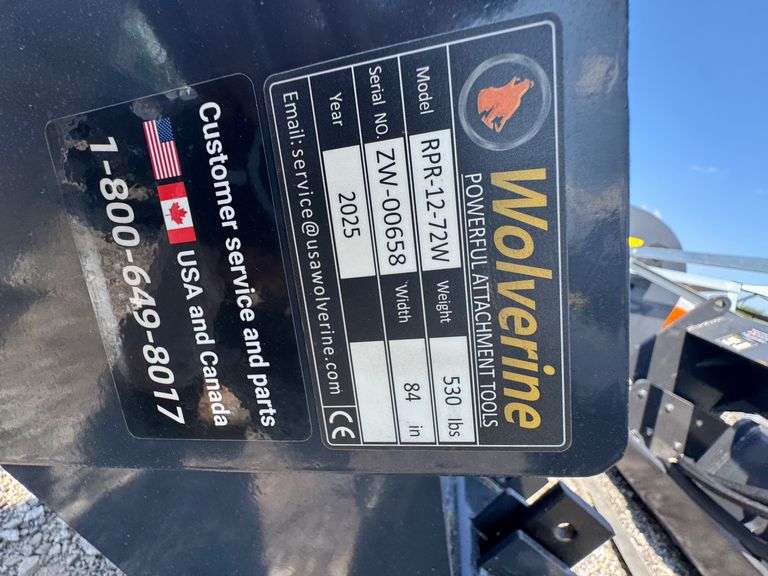 Wolverine
POWERFUL ATTACHMENT TOOLS
Model RPR-12-72W Weight 530 lbs
Serial NO. ZW-00658 Width 84 in
Year 2025
Email: service@usawolverine.com CE
Customer service and parts
USA and Canada
1-800-649-8017